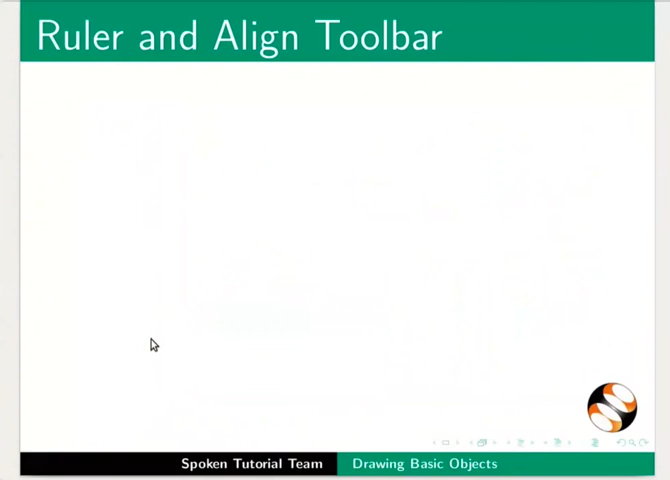 Ruler and Align Toolbar
Spoken Tutorial Team Drawing Basic Objects